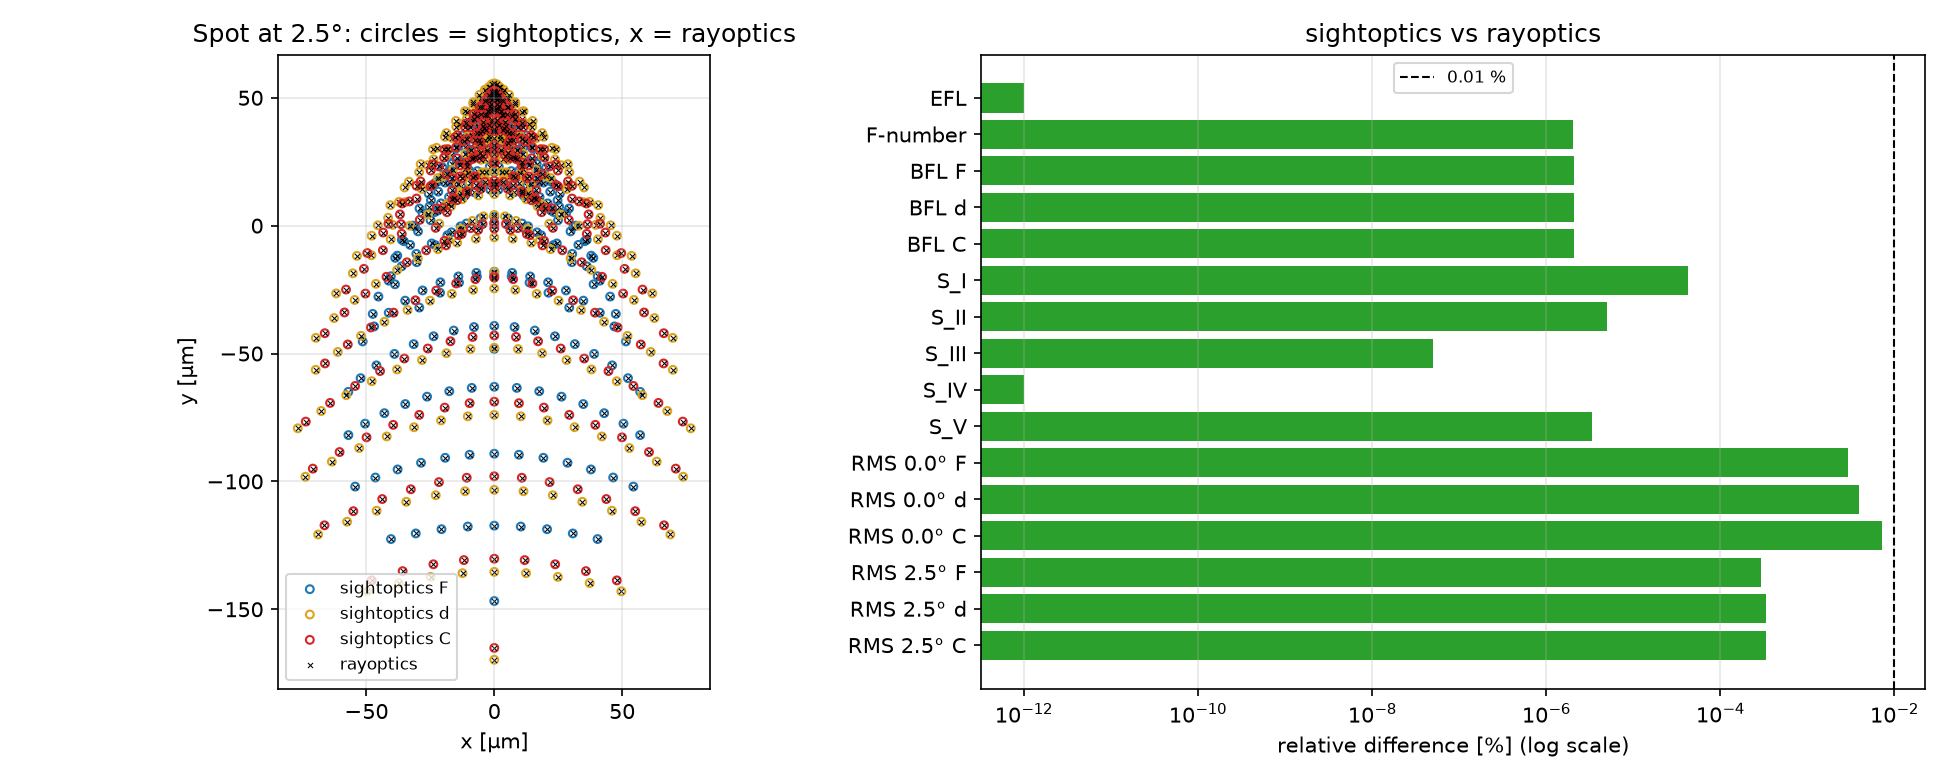 Spot at 2.5°: circles = sightoptics, x = rayoptics
y [µm]
50
0
−50
−100
−150
sightoptics F
sightoptics d
sightoptics C
rayoptics
−50
0
50
x [µm]
sightoptics vs rayoptics
0.01 %
EFL
F-number
BFL F
BFL d
BFL C
S_I
S_II
S_III
S_IV
S_V
RMS 0.0° F
RMS 0.0° d
RMS 0.0° C
RMS 2.5° F
RMS 2.5° d
RMS 2.5° C
10⁻¹²
10⁻¹⁰
10⁻⁸
10⁻⁶
10⁻⁴
10⁻²
relative difference [%] (log scale)